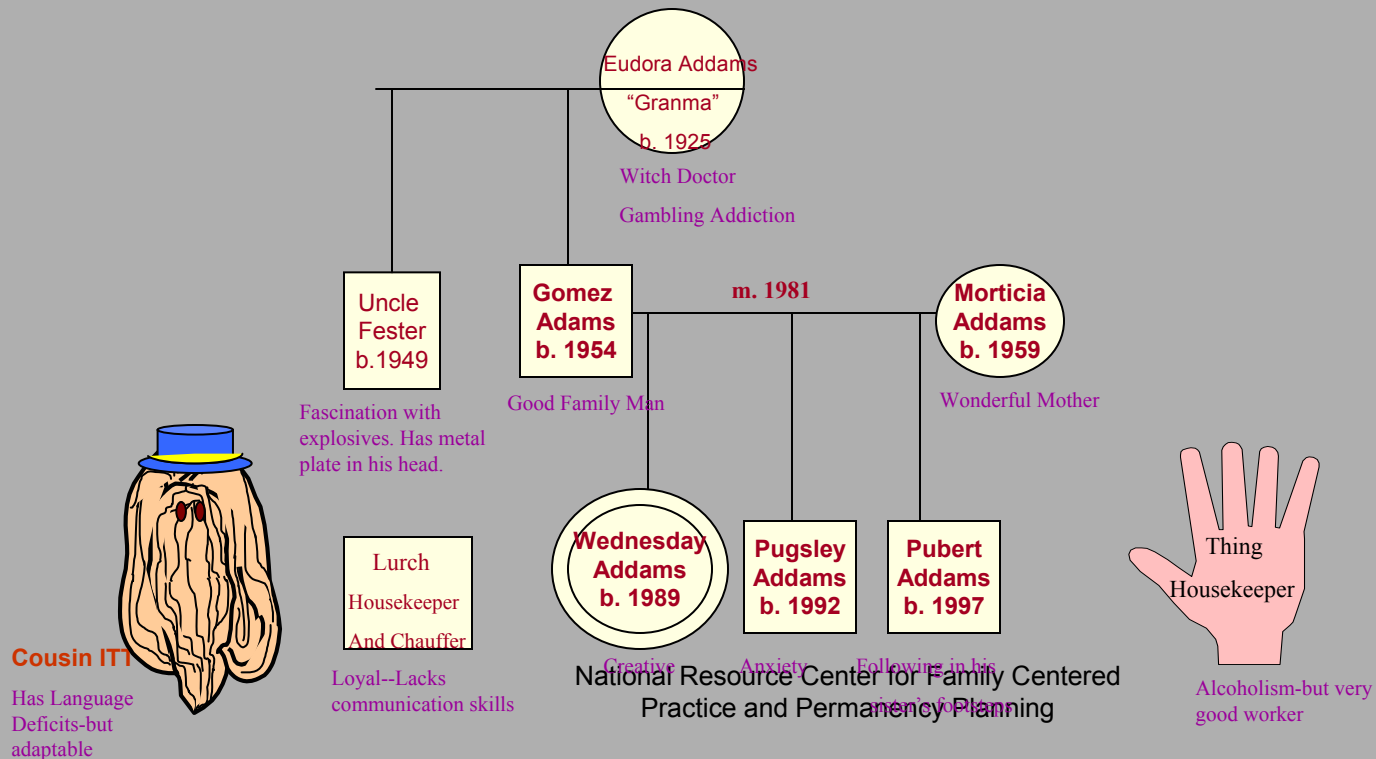 Eudora Addams
“Granma”
b. 1925
Witch Doctor
Gambling Addiction
Uncle
Fester
b.1949
Fascination with
explosives. Has metal
plate in his head.
Gomez
Adams
b. 1954
Good Family Man
m. 1981
Morticia
Addams
b. 1959
Wonderful Mother
Cousin ITT
Has Language
Deficits-but
adaptable
Lurch
Housekeeper
And Chauffer
Loyal--Lacks
communication skills
Wednesday
Addams
b. 1989
Creative
Pugsley
Addams
b. 1992
Anxiety
Pubert
Addams
b. 1997
Following in his
sister’s footsteps
Thing
Housekeeper
Alcoholism-but very
good worker
National Resource Center for Family Centered
Practice and Permanency Planning